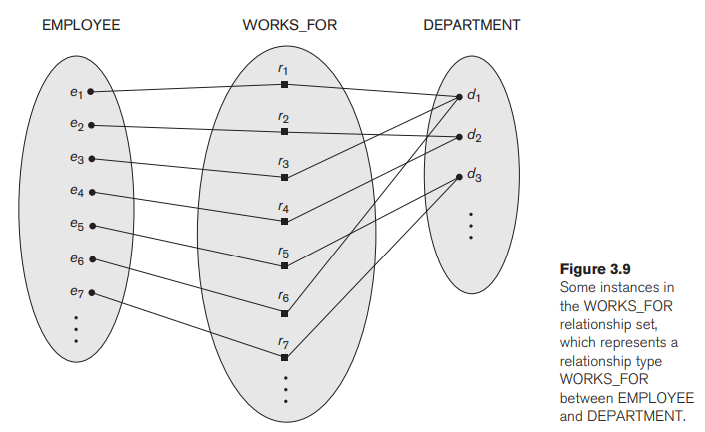 EMPLOYEE WORKS_FOR DEPARTMENT
r1
e1 d1
r2
e2 d2
r3
e3 d3
r4
e4
r5
e5
r6
e6
r7
e7
Figure 3.9
Some instances in
the WORKS_FOR
relationship set,
which represents a
relationship type
WORKS_FOR
between EMPLOYEE
and DEPARTMENT.